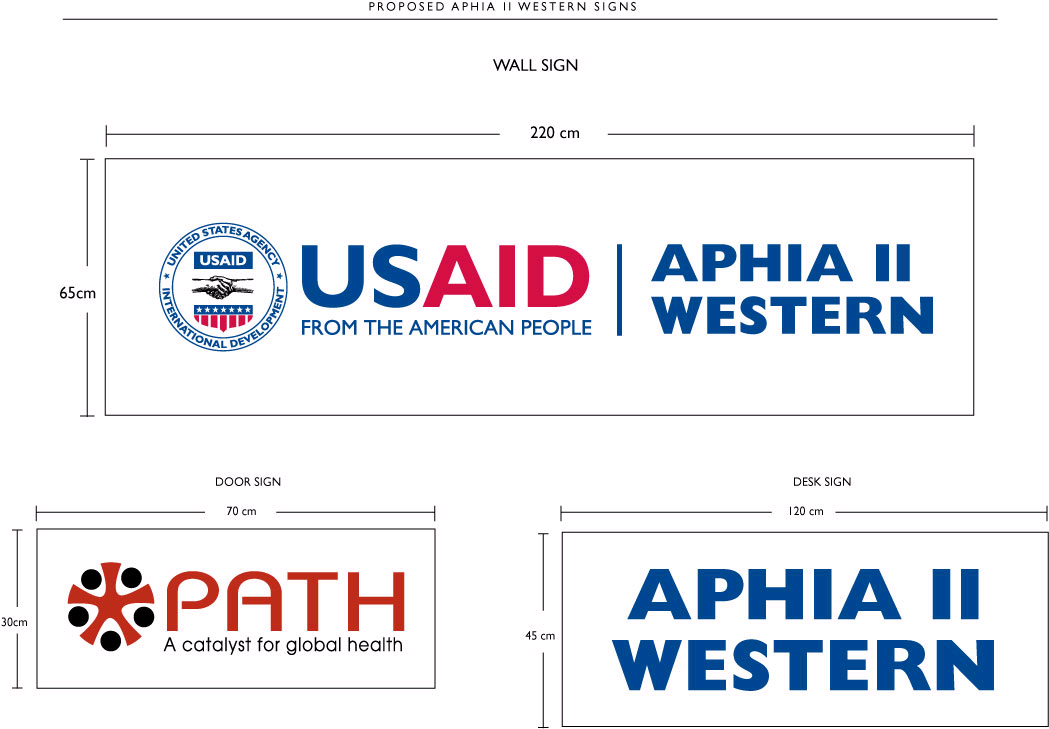 PROPOSED APHIA II WESTERN SIGNS
WALL SIGN
220 cm
65cm
UNITED STATES AGENCY
USAID
INTERNATIONAL DEVELOPMENT
USAID
FROM THE AMERICAN PEOPLE
APHIA II
WESTERN
DOOR SIGN
70 cm
30cm
PATH
A catalyst for global health
DESK SIGN
120 cm
45 cm
APHIA II
WESTERN